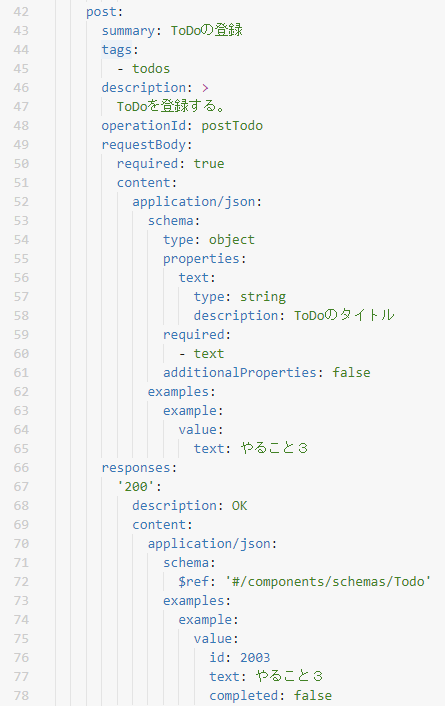 42 post:
43 summary: ToDoの登録
44 tags:
45 - todos
46 description: >
47 ToDoを登録する。
48 operationId: postTodo
49 requestBody:
50 required: true
51 content:
52 application/json:
53 schema:
54 type: object
55 properties:
56 text:
57 type: string
58 description: ToDoのタイトル
59 required:
60 - text
61 additionalProperties: false
62 examples:
63 example:
64 value:
65 text: やること３
66 responses:
67 '200':
68 description: OK
69 content:
70 application/json:
71 schema:
72 $ref: '#/components/schemas/Todo'
73 examples:
74 example:
75 value:
76 id: 2003
77 text: やること３
78 completed: false